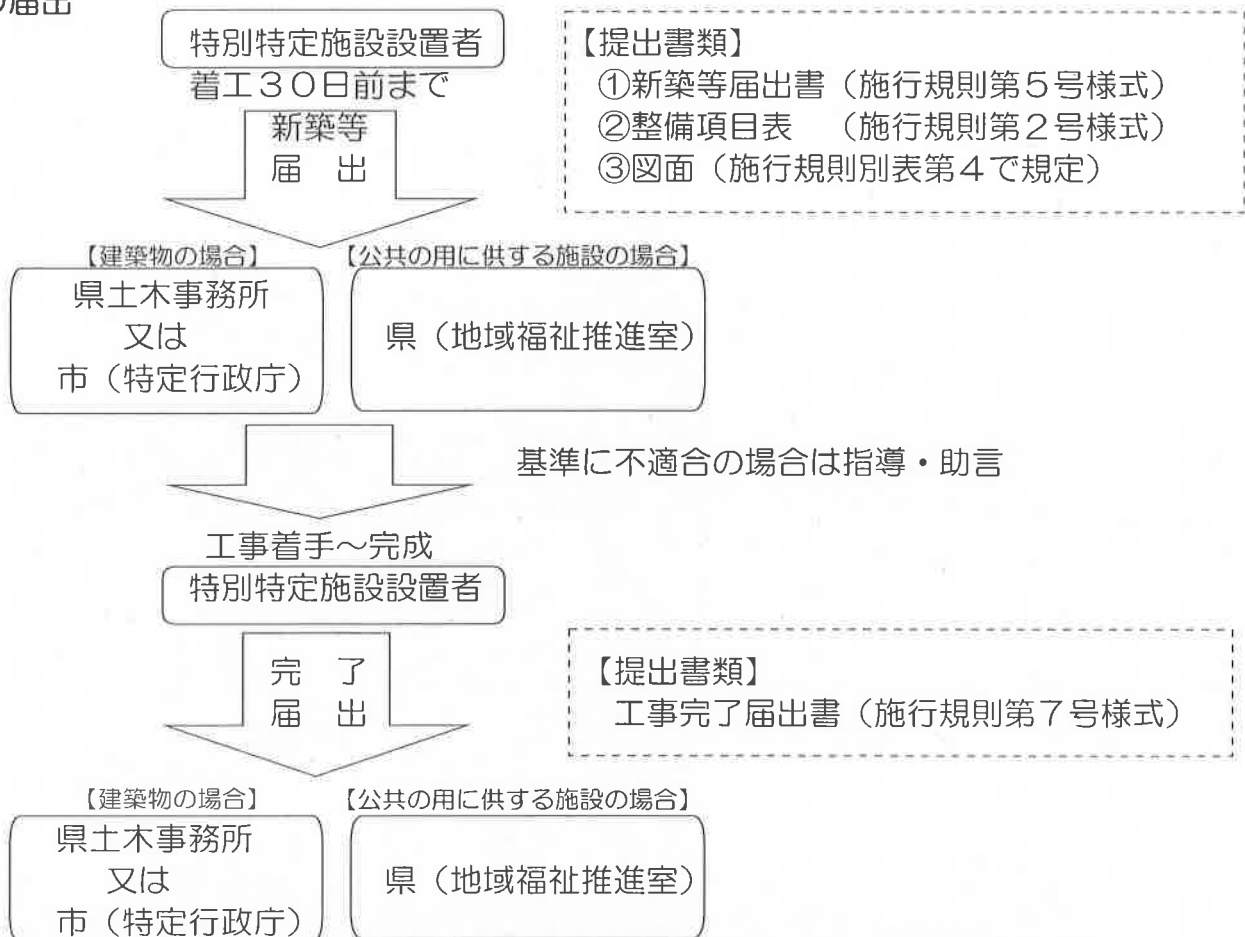 届出
特別特定施設設置者
着工３０日前まで
新築等
届　出
【提出書類】
①新築等届出書（施行規則第５号様式）
②整備項目表　（施行規則第２号様式）
③図面（施行規則別表第４で規定）
【建築物の場合】
県土木事務所
又は
市（特定行政庁）
【公共の用に供する施設の場合】
県（地域福祉推進室）
基準に不適合の場合は指導・助言
工事着手～完成
特別特定施設設置者
完　了
届　出
【提出書類】
工事完了届出書（施行規則第７号様式）
【建築物の場合】
県土木事務所
又は
市（特定行政庁）
【公共の用に供する施設の場合】
県（地域福祉推進室）